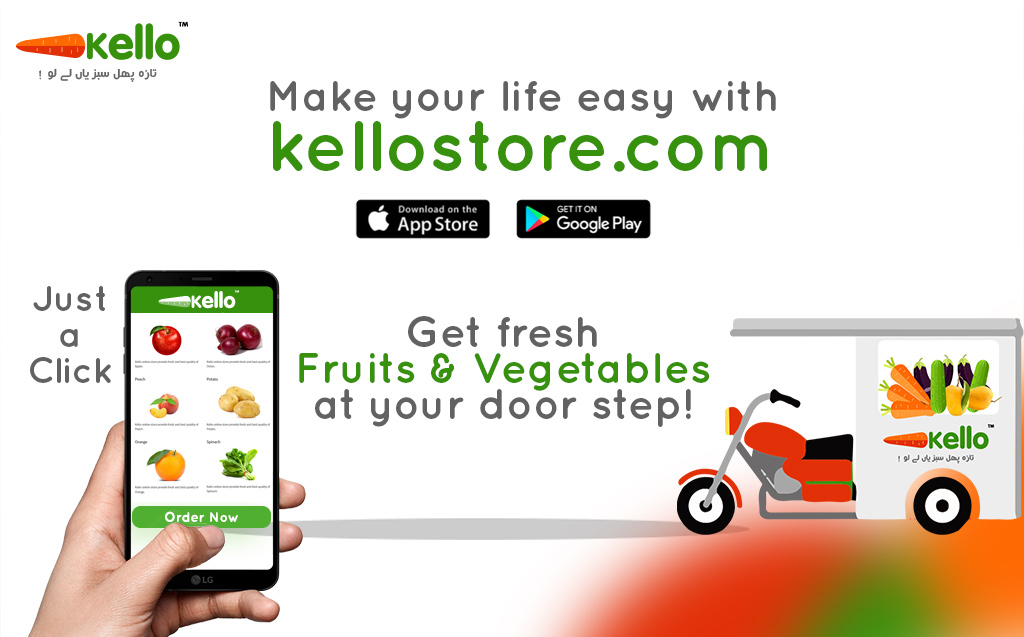 kello™
تازہ پھل سبزیاں لے لو !
Make your life easy with
kellostore.com
Download on the
App Store
GET IT ON
Google Play
Just
a
Click
kello™
Peach
Potato
Orange
Spinach
Order Now
LG
Get fresh
Fruits & Vegetables
at your door step!
kello™
تازہ پھل سبزیاں لے لو !